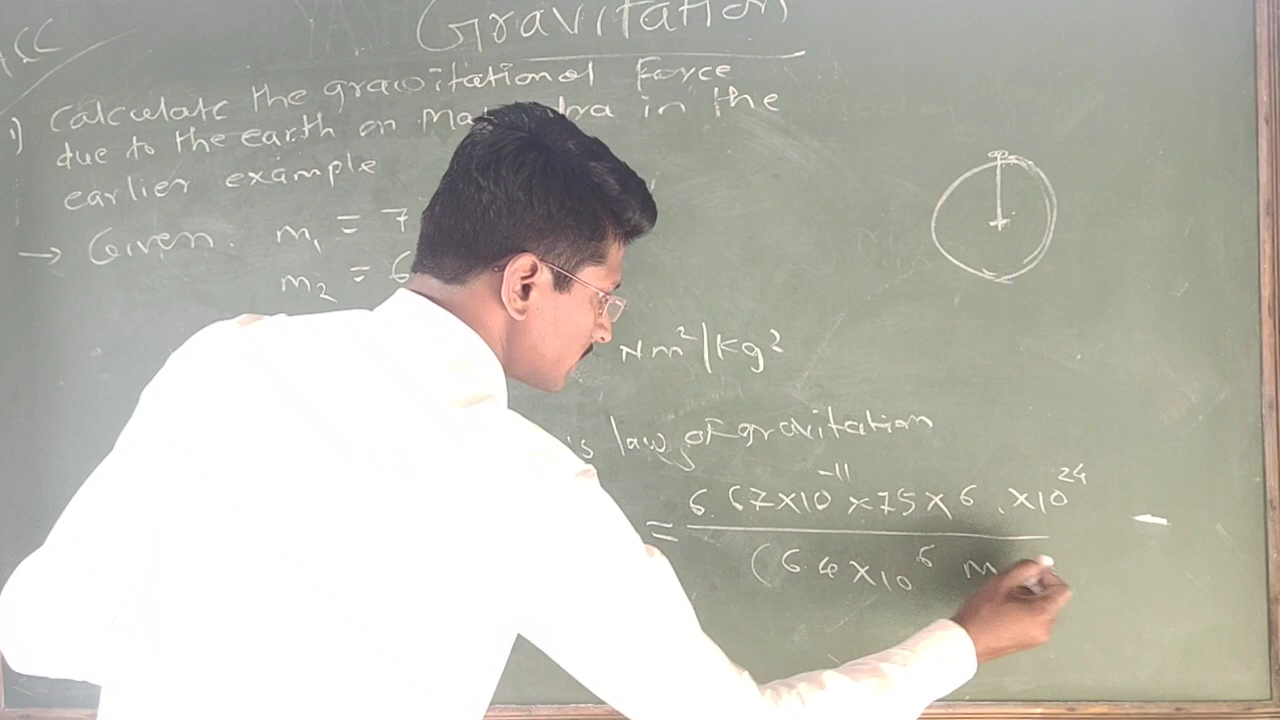 Gravitation
1) Calculate the gravitational Force
due to the earth on in the
earlier example
→ Given. m₁ = 7
m₂ = 6
Nm²/Kg²
law of gravitation
= 6.67×10⁻¹¹ ×75×6.×10²⁴
(6.4×10⁶ m